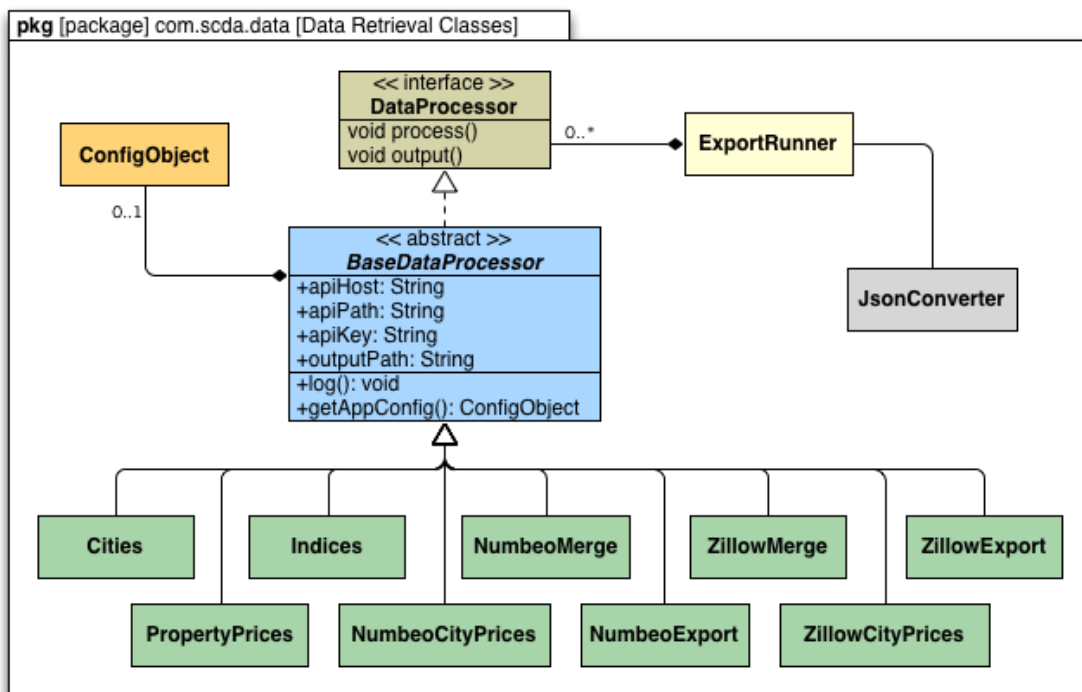 pkg [package] com.scda.data [Data Retrieval Classes]
<< interface >>
DataProcessor
void process()
void output()
0..*
ExportRunner
ConfigObject
0..1
<< abstract >>
BaseDataProcessor
+apiHost: String
+apiPath: String
+apiKey: String
+outputPath: String
+log(): void
+getAppConfig(): ConfigObject
JsonConverter
Cities
Indices
NumbeoMerge
ZillowMerge
ZillowExport
PropertyPrices
NumbeoCityPrices
NumbeoExport
ZillowCityPrices